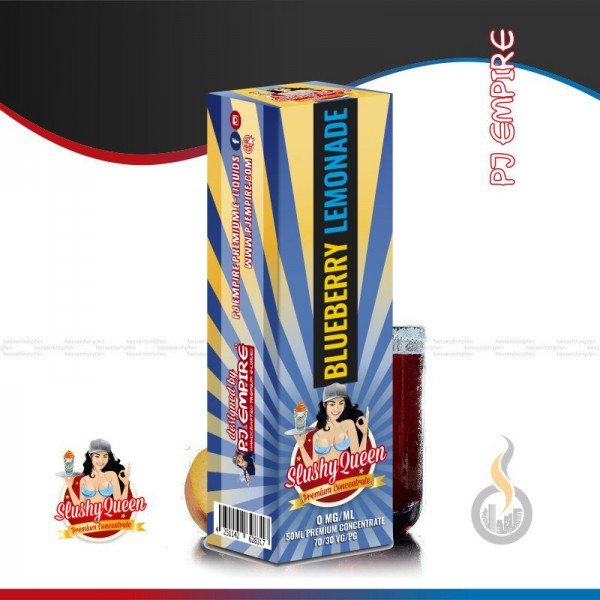 PJ EMPIRE
BLUEBERRY LEMONADE
PJ.EMPIRE.PREMIUM.E-LIQUIDS
WWW.PJEMPIRE.COM
designed by
PJ EMPIRE
Slushy Queen
Premium Concentrate
0 MG/ML
50ML PREMIUM CONCENTRATE
70/30 VG/PG
Slushy Queen
Premium Concentrate
besserdampfen